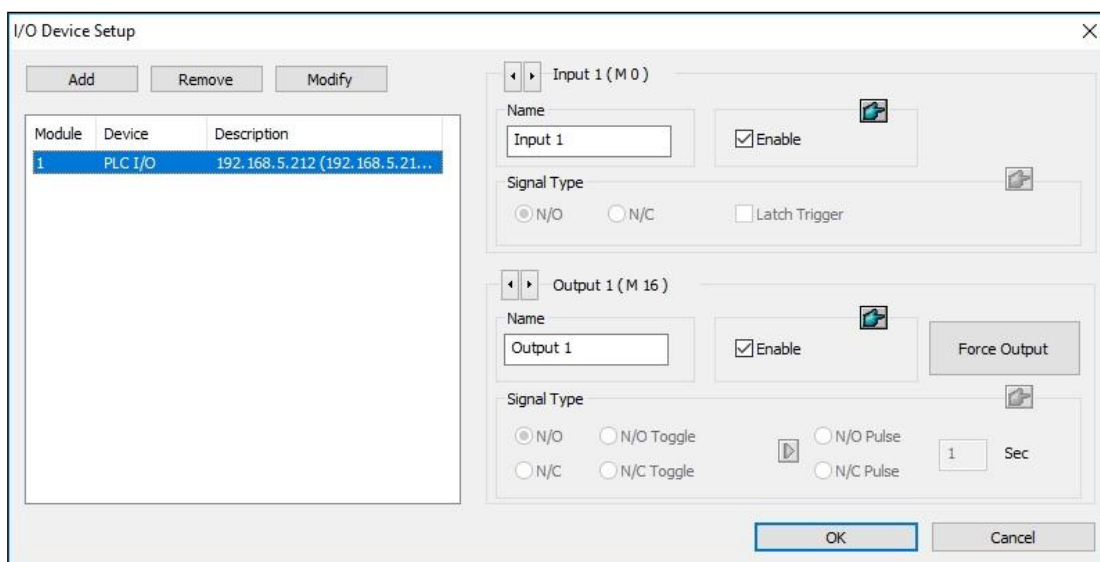 I/O Device Setup
Add Remove Modify
Module Device Description
1 PLC I/O 192.168.5.212 (192.168.5.21...
Input 1 ( M 0 )
Name
Input 1
Enable
Signal Type
N/O N/C Latch Trigger
Output 1 ( M 16 )
Name
Output 1
Enable
Force Output
Signal Type
N/O N/O Toggle N/O Pulse
1 Sec
N/C N/C Toggle N/C Pulse
OK Cancel